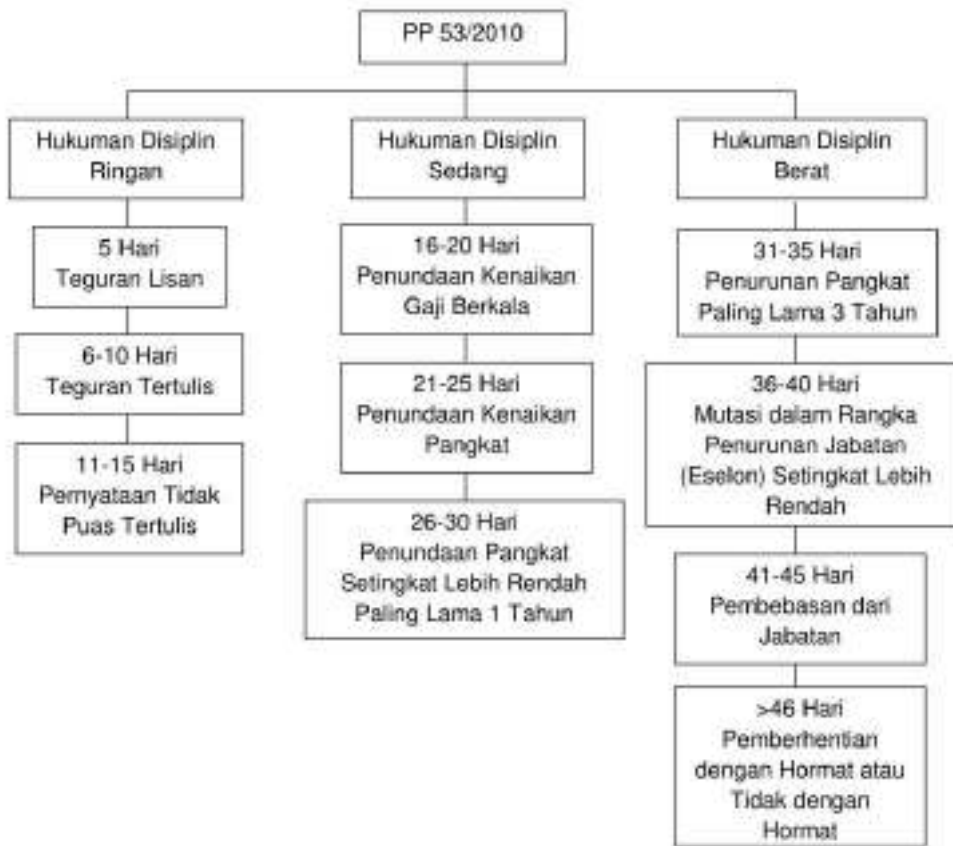 PP 53/2010
Hukuman Disiplin
Ringan
5 Hari
Teguran Lisan
6-10 Hari
Teguran Tertulis
11-15 Hari
Pernyataan Tidak
Puas Tertulis
Hukuman Disiplin
Sedang
16-20 Hari
Penundaan Kenaikan
Gaji Berkala
21-25 Hari
Penundaan Kenaikan
Pangkat
26-30 Hari
Penundaan Pangkat
Setingkat Lebih Rendah
Paling Lama 1 Tahun
Hukuman Disiplin
Berat
31-35 Hari
Penurunan Pangkat
Paling Lama 3 Tahun
36-40 Hari
Mutasi dalam Rangka
Penurunan Jabatan
(Eselon) Setingkat Lebih
Rendah
41-45 Hari
Pembebasan dari
Jabatan
>46 Hari
Pemberhentian
dengan Hormat atau
Tidak dengan
Hormat